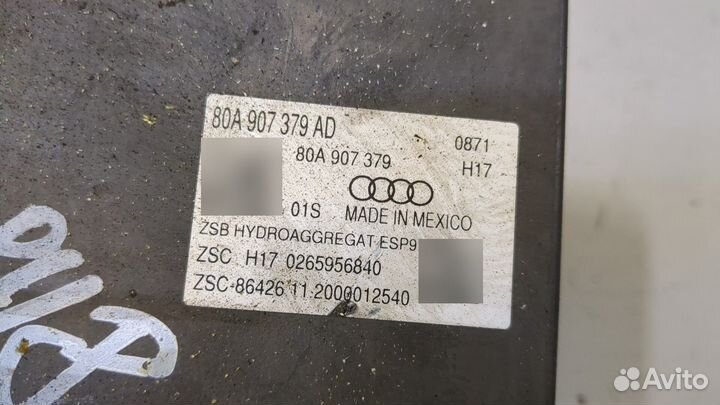 80A 907 379 AD
0871
80A 907 379
H17
01S MADE IN MEXICO
ZSB HYDROAGGREGAT ESP9
ZSC H17 0265956840
ZSC-86426 11-2000012540
Avito